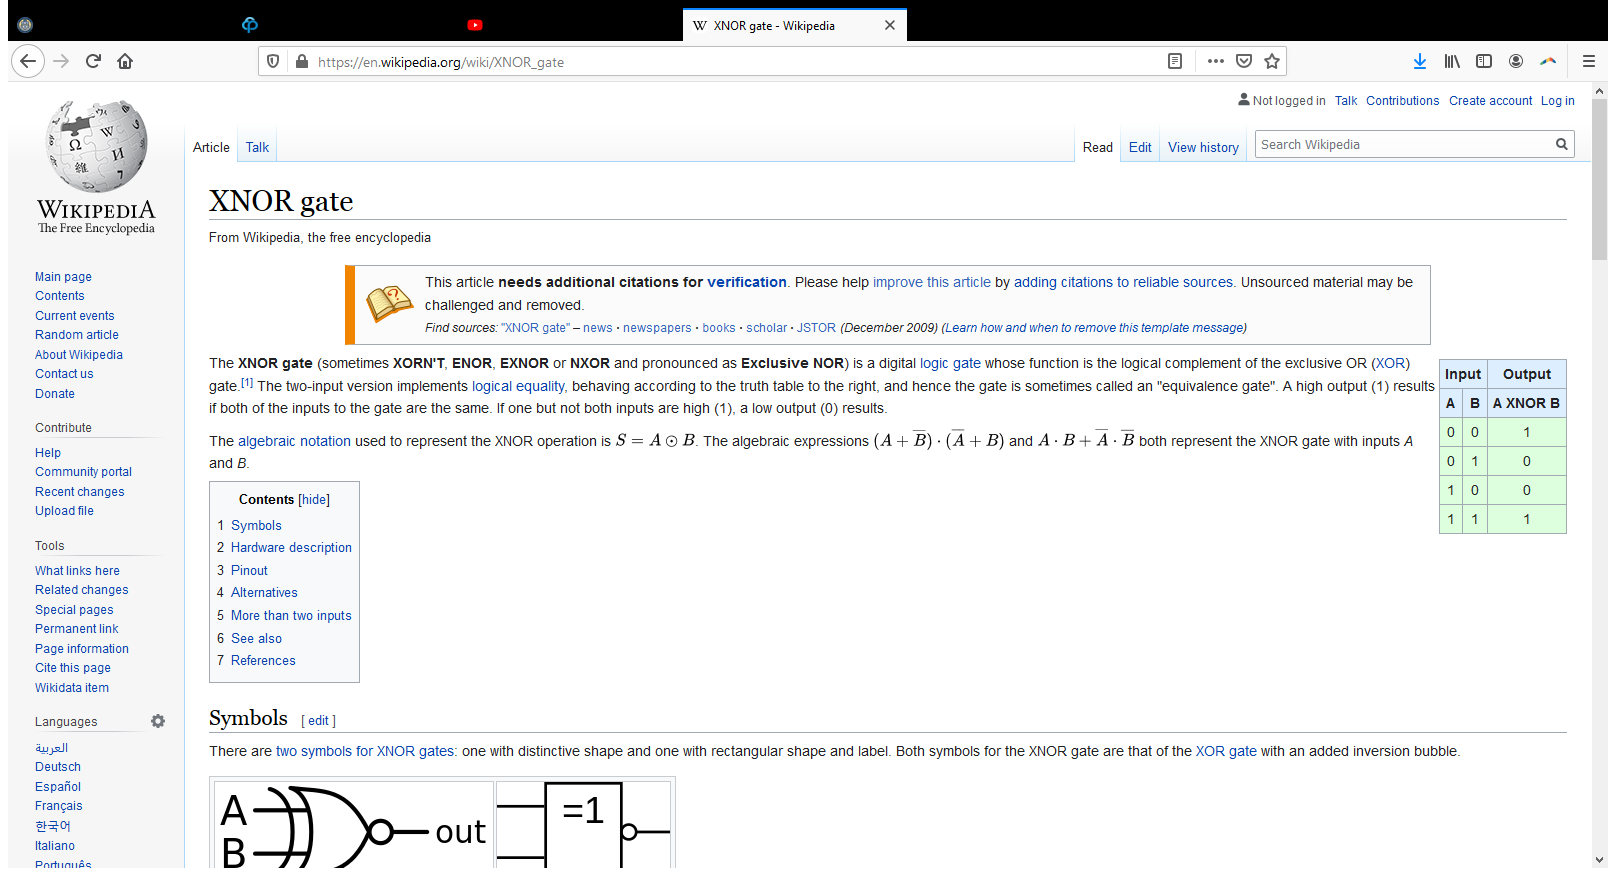 XNOR gate - Wikipedia
https://en.wikipedia.org/wiki/XNOR_gate
Not logged in Talk Contributions Create account Log in
Article Talk Read Edit View history Search Wikipedia
WIKIPEDIA
The Free Encyclopedia
Main page
Contents
Current events
Random article
About Wikipedia
Contact us
Donate
Contribute
Help
Community portal
Recent changes
Upload file
Tools
What links here
Related changes
Special pages
Permanent link
Page information
Cite this page
Wikidata item
Languages
العربية
Deutsch
Español
Français
한국어
Italiano
Português
XNOR gate
From Wikipedia, the free encyclopedia
This article needs additional citations for verification. Please help improve this article by adding citations to reliable sources. Unsourced material may be
challenged and removed.
Find sources: "XNOR gate" – news · newspapers · books · scholar · JSTOR (December 2009) (Learn how and when to remove this template message)
The XNOR gate (sometimes XORN'T, ENOR, EXNOR or NXOR and pronounced as Exclusive NOR) is a digital logic gate whose function is the logical complement of the exclusive OR (XOR)
gate.[1] The two-input version implements logical equality, behaving according to the truth table to the right, and hence the gate is sometimes called an "equivalence gate". A high output (1) results
if both of the inputs to the gate are the same. If one but not both inputs are high (1), a low output (0) results.
The algebraic notation used to represent the XNOR operation is S = A ⊙ B. The algebraic expressions (A + B̅) · (A̅ + B) and A · B + A̅ · B̅ both represent the XNOR gate with inputs A
and B.
Input Output
A B A XNOR B
0 0 1
0 1 0
1 0 0
1 1 1
Contents [hide]
1 Symbols
2 Hardware description
3 Pinout
4 Alternatives
5 More than two inputs
6 See also
7 References
Symbols [ edit ]
There are two symbols for XNOR gates: one with distinctive shape and one with rectangular shape and label. Both symbols for the XNOR gate are that of the XOR gate with an added inversion bubble.
A
B
out
=1